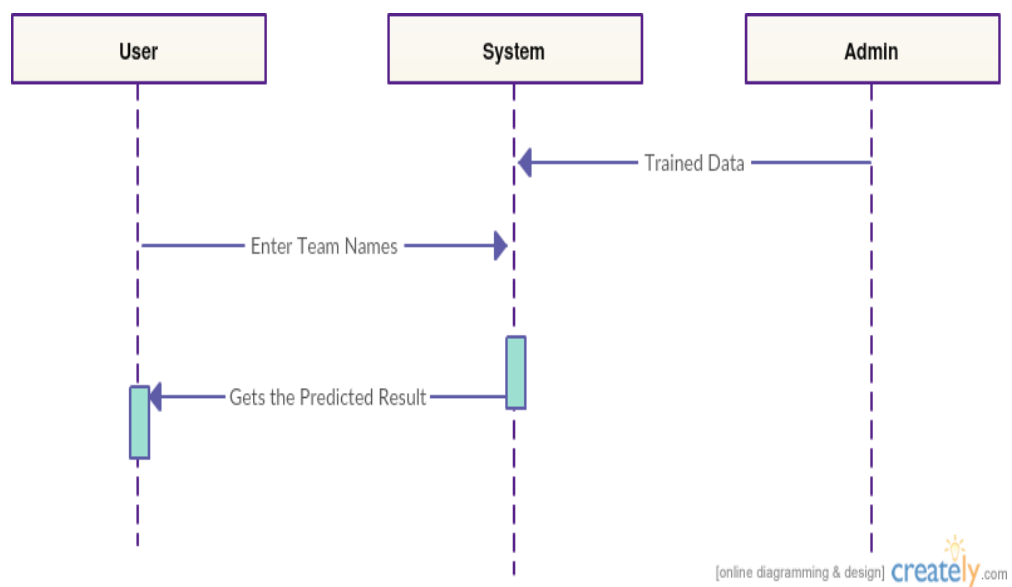 User
System
Admin
Trained Data
Enter Team Names
Gets the Predicted Result
[online diagramming & design] creately.com